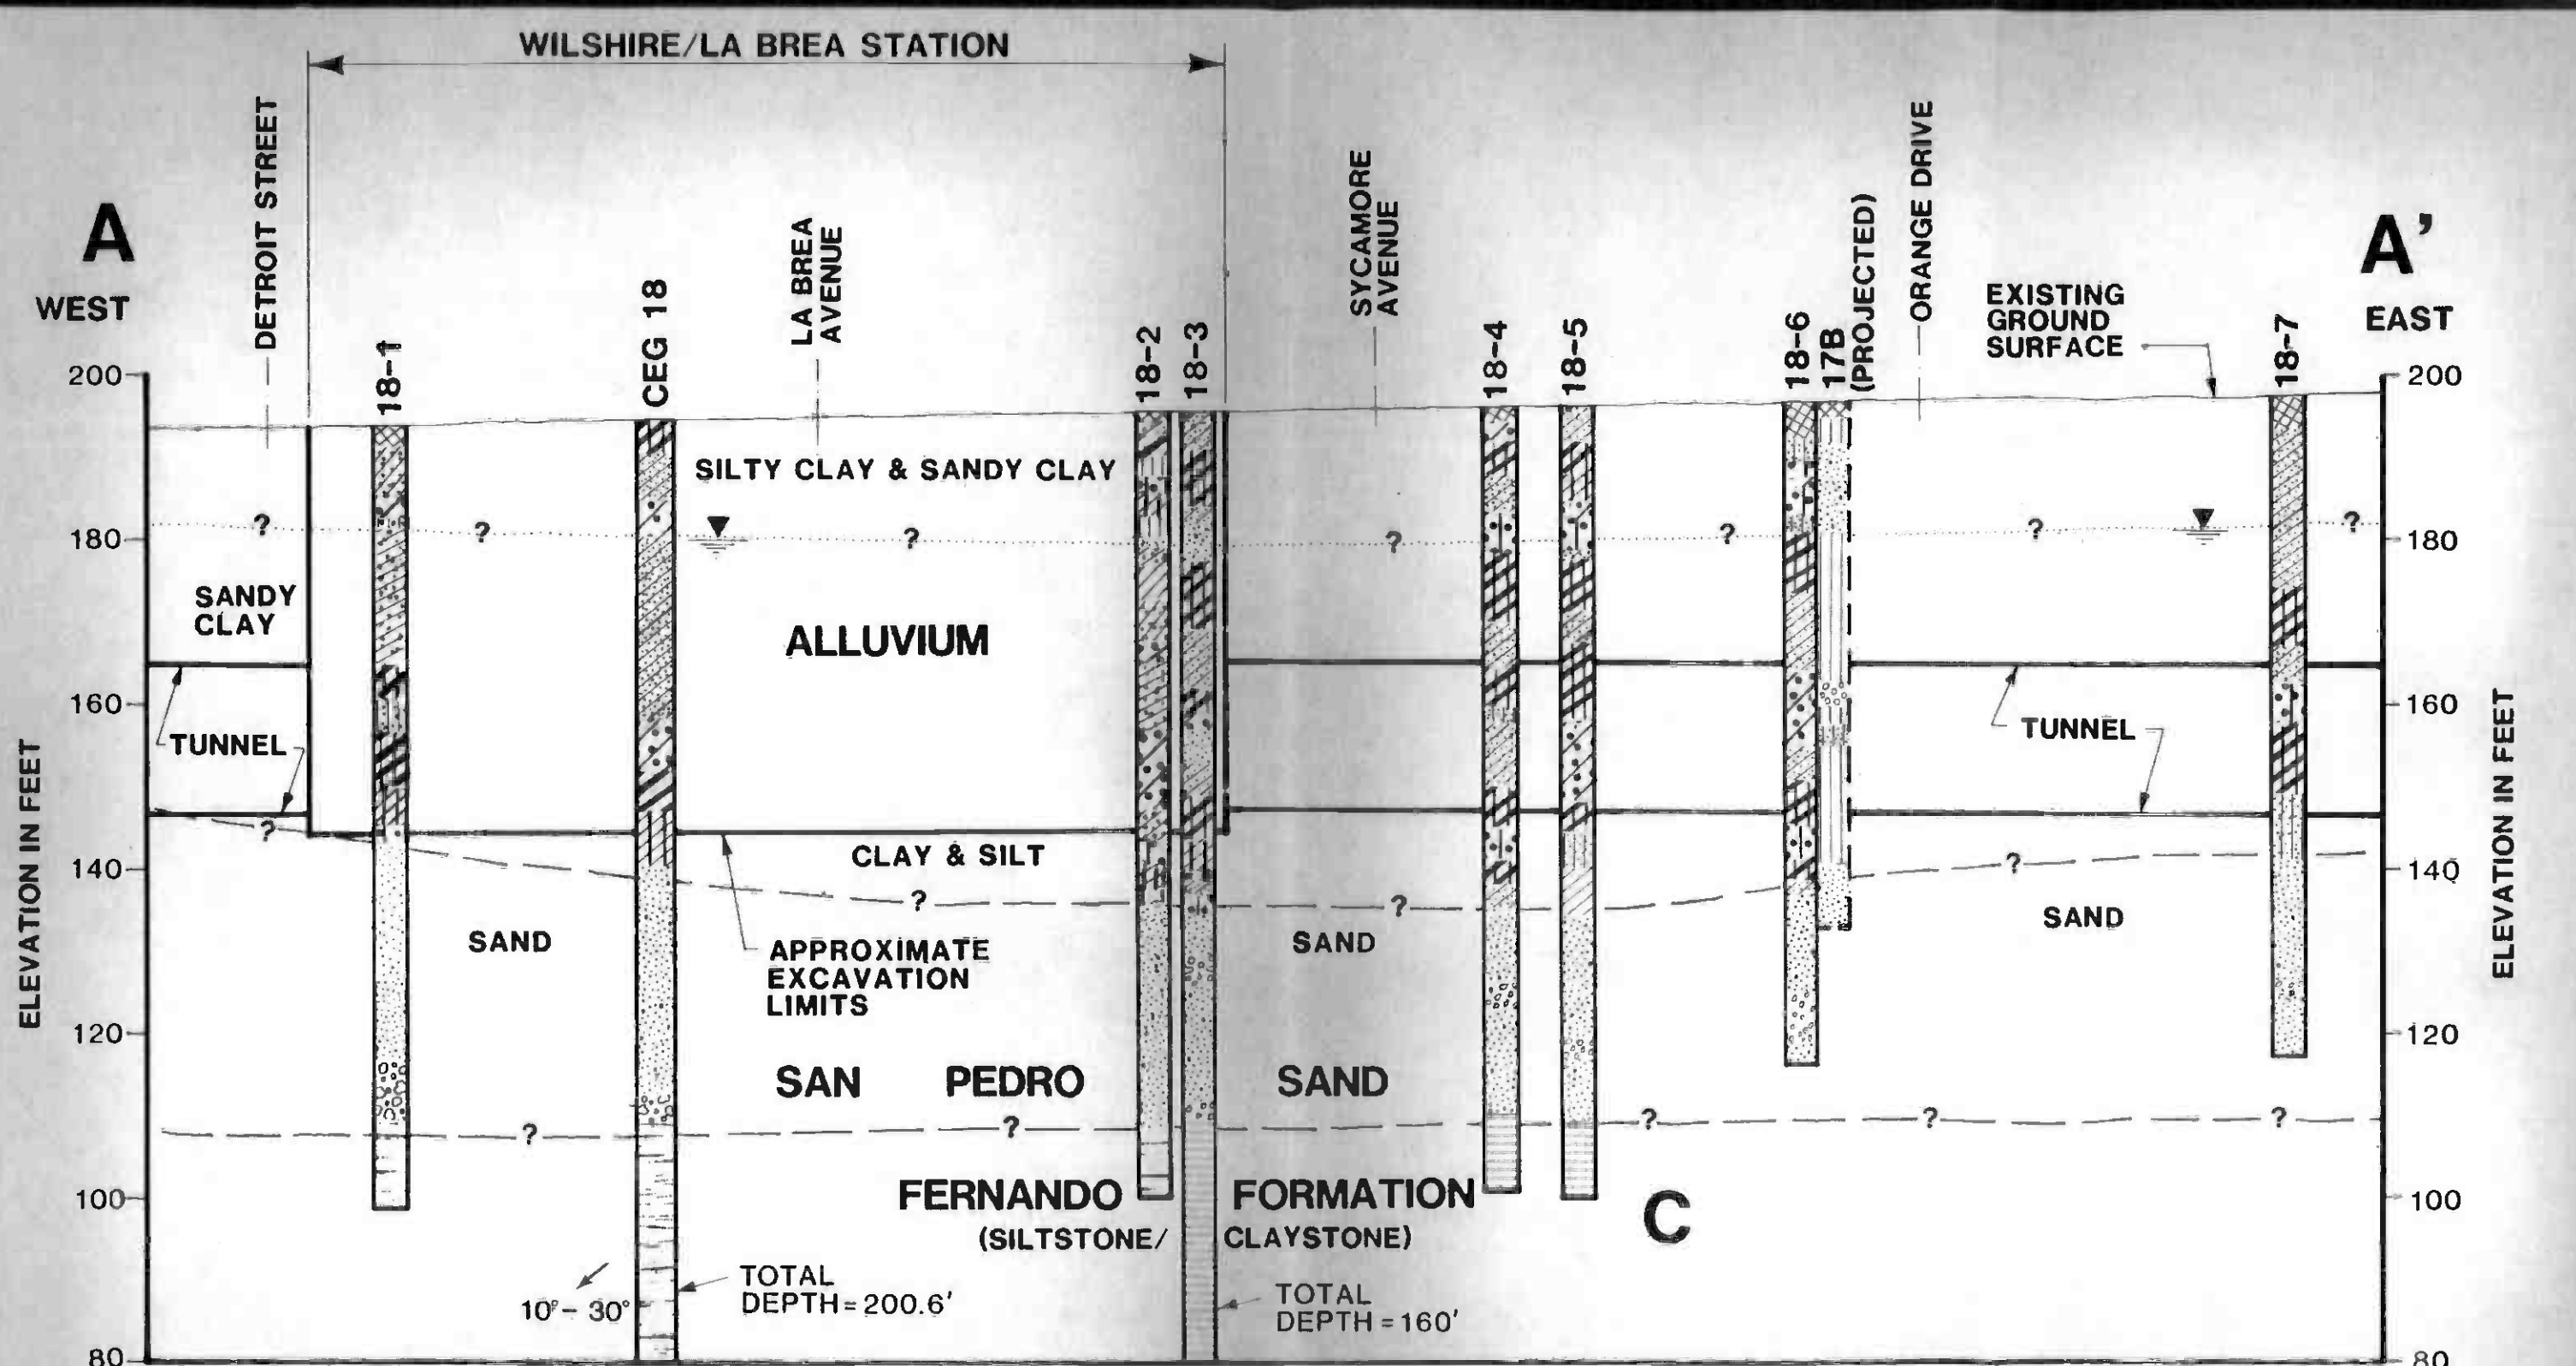 WILSHIRE/LA BREA STATION
DETROIT STREET
LA BREA
AVENUE
SYCAMORE
AVENUE
ORANGE DRIVE
A
WEST
A'
EAST
EXISTING
GROUND
SURFACE
18-1
CEG 18
18-2
18-3
18-4
18-5
18-6
17B
(PROJECTED)
18-7
200
200
SILTY CLAY & SANDY CLAY
?
?
?
?
?
?
?
180
180
SANDY
CLAY
ALLUVIUM
160
160
TUNNEL
TUNNEL
ELEVATION IN FEET
ELEVATION IN FEET
?
CLAY & SILT
140
140
?
?
?
SAND
SAND
SAND
APPROXIMATE
EXCAVATION
LIMITS
120
120
SAN PEDRO SAND
?
?
?
?
?
100
100
FERNANDO FORMATION
(SILTSTONE/ CLAYSTONE)
C
TOTAL
DEPTH=200.6'
10°-30°
TOTAL
DEPTH=160'
80
80